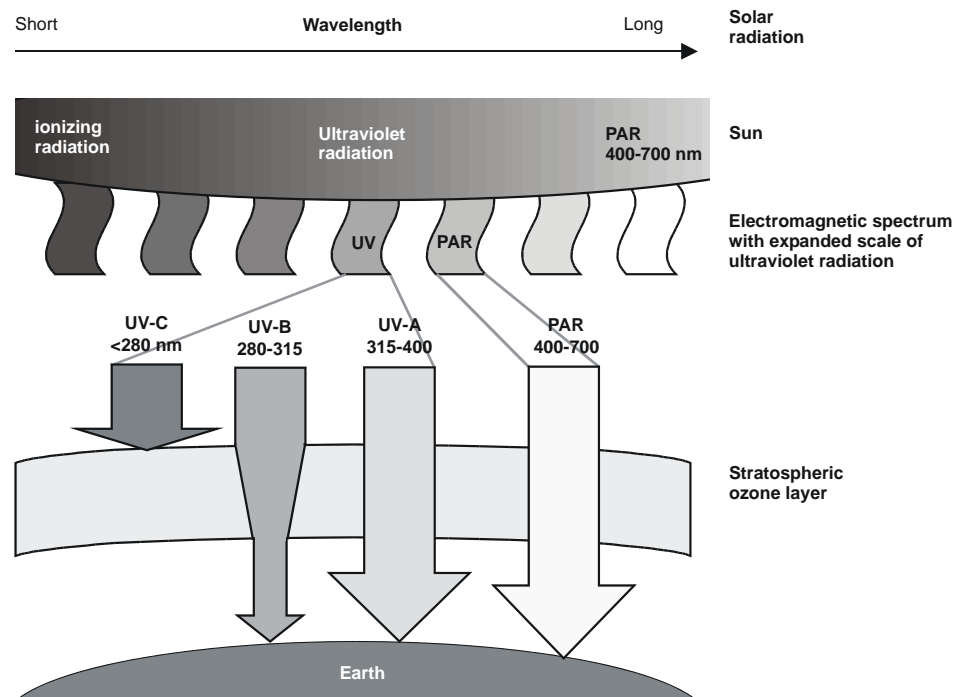 Short
Wavelength
Long
Solar
radiation
ionizing
radiation
Ultraviolet
radiation
PAR
400-700 nm
Sun
UV
PAR
Electromagnetic spectrum
with expanded scale of
ultraviolet radiation
UV-C
<280 nm
UV-B
280-315
UV-A
315-400
PAR
400-700
Stratospheric
ozone layer
Earth